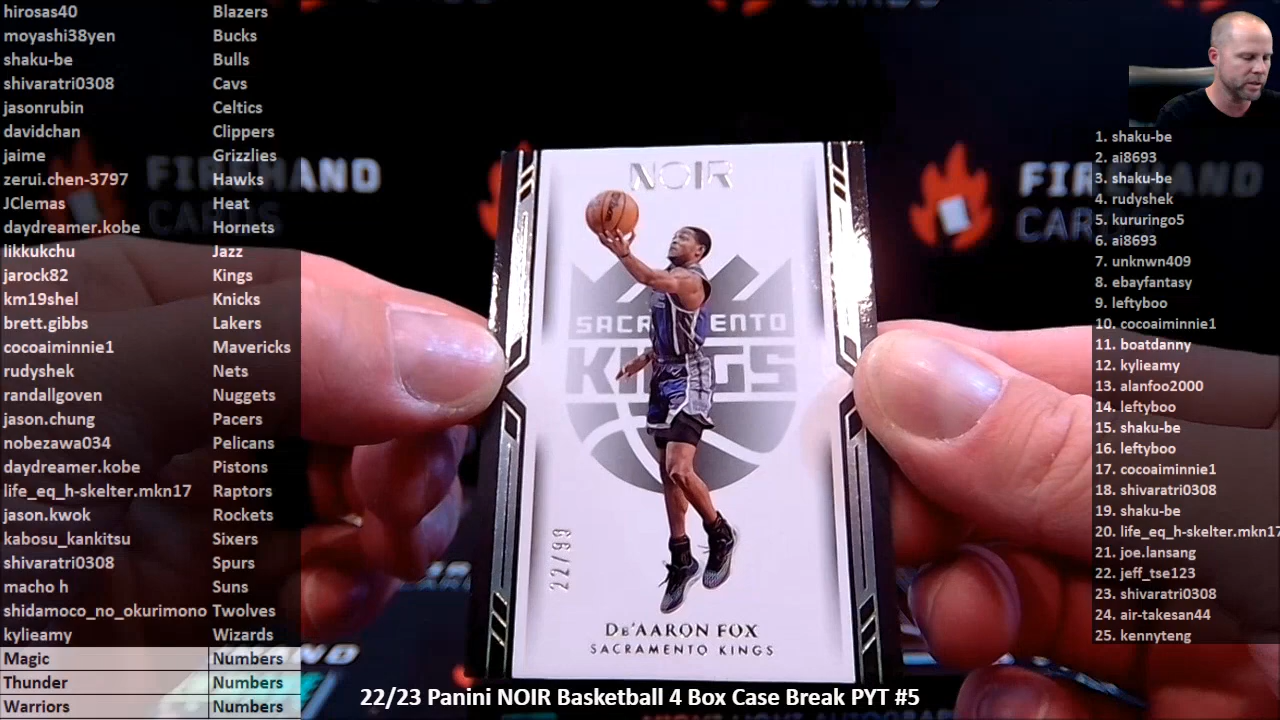 hirosas40 Blazers
moyashi38yen Bucks
shaku-be Bulls
shivaratri0308 Cavs
jasonrubin Celtics
davidchan Clippers
jaime Grizzlies
zerui.chen-3797 Hawks
JClemas Heat
daydreamer.kobe Hornets
likkukchu Jazz
jarock82 Kings
km19shel Knicks
brett.gibbs Lakers
cocoaiminnie1 Mavericks
rudyshek Nets
randallgoven Nuggets
jason.chung Pacers
nobezawa034 Pelicans
daydreamer.kobe Pistons
life_eq_h-skelter.mkn17 Raptors
jason.kwok Rockets
kabosu_kankitsu Sixers
shivaratri0308 Spurs
macho h Suns
shidamoco_no_okurimono Twolves
kylieamy Wizards
Magic Numbers
Thunder Numbers
Warriors Numbers
FIRSTHAND
CARDS
NOIR
SACRAMENTO
KINGS
22/99
DE'AARON FOX
SACRAMENTO KINGS
FIRSTHAND
CARDS
1. shaku-be
2. ai8693
3. shaku-be
4. rudyshek
5. kururingo5
6. ai8693
7. unknwn409
8. ebayfantasy
9. leftyboo
10. cocoaiminnie1
11. boatdanny
12. kylieamy
13. alanfoo2000
14. leftyboo
15. shaku-be
16. leftyboo
17. cocoaiminnie1
18. shivaratri0308
19. shaku-be
20. life_eq_h-skelter.mkn17
21. joe.lansang
22. jeff_tse123
23. shivaratri0308
24. air-takesan44
25. kennyteng
22/23 Panini NOIR Basketball 4 Box Case Break PYT #5